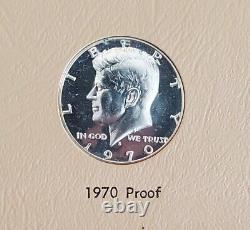 LIBERTY
IN GOD WE TRUST
1970
1970 Proof